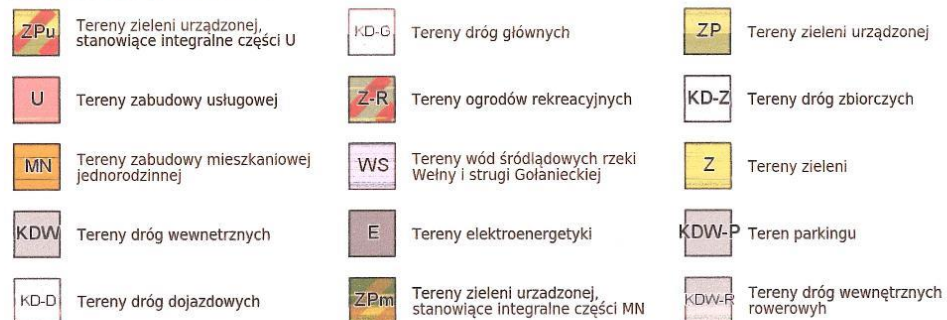 ZPu Tereny zieleni urządzonej,
stanowiące integralne części U
U Tereny zabudowy usługowej
MN Tereny zabudowy mieszkaniowej
jednorodzinnej
KDW Tereny dróg wewnetrznych
KD-D Tereny dróg dojazdowych
KD-G Tereny dróg głównych
Z-R Tereny ogrodów rekreacyjnych
WS Tereny wód śródlądowych rzeki
Wełny i strugi Gołanieckiej
E Tereny elektroenergetyki
ZPm Tereny zieleni urzadzonej,
stanowiące integralne części MN
ZP Tereny zieleni urządzonej
KD-Z Tereny dróg zbiorczych
Z Tereny zieleni
KDW-P Teren parkingu
KDW-R Tereny dróg wewnętrznych
rowerowyh